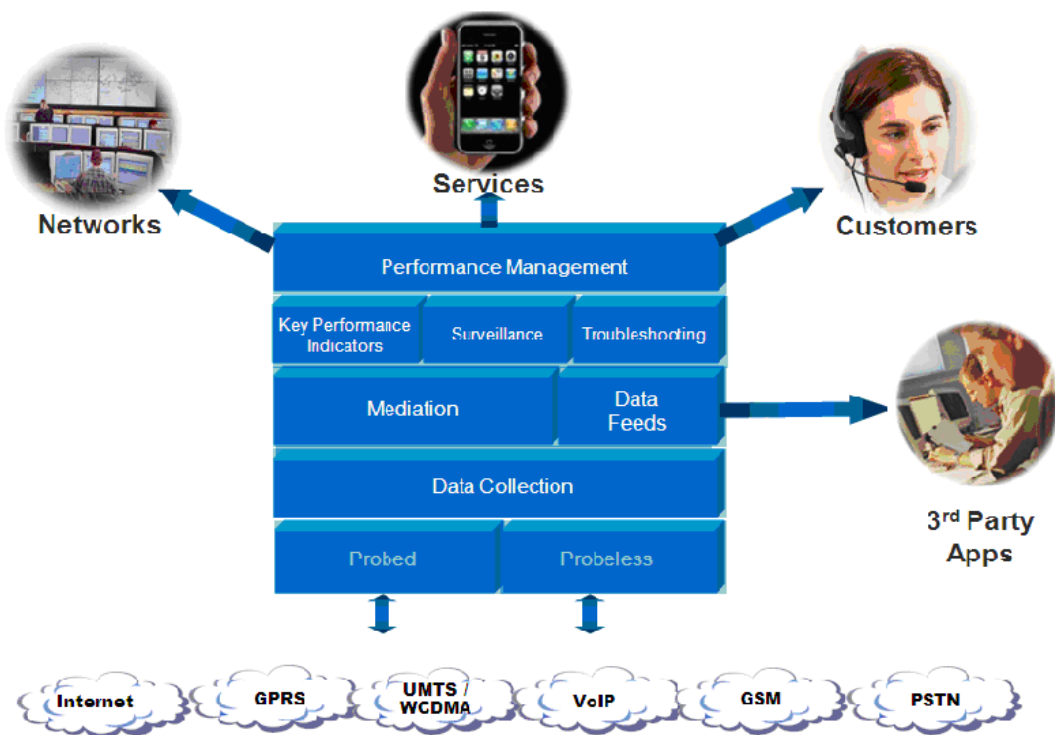 Services
Networks
Customers
Performance Management
Key Performance
Indicators
Surveillance
Troubleshooting
Mediation
Data
Feeds
Data Collection
3rd Party
Apps
Probed
Probeless
Internet
GPRS
UMTS /
WCDMA
VoIP
GSM
PSTN